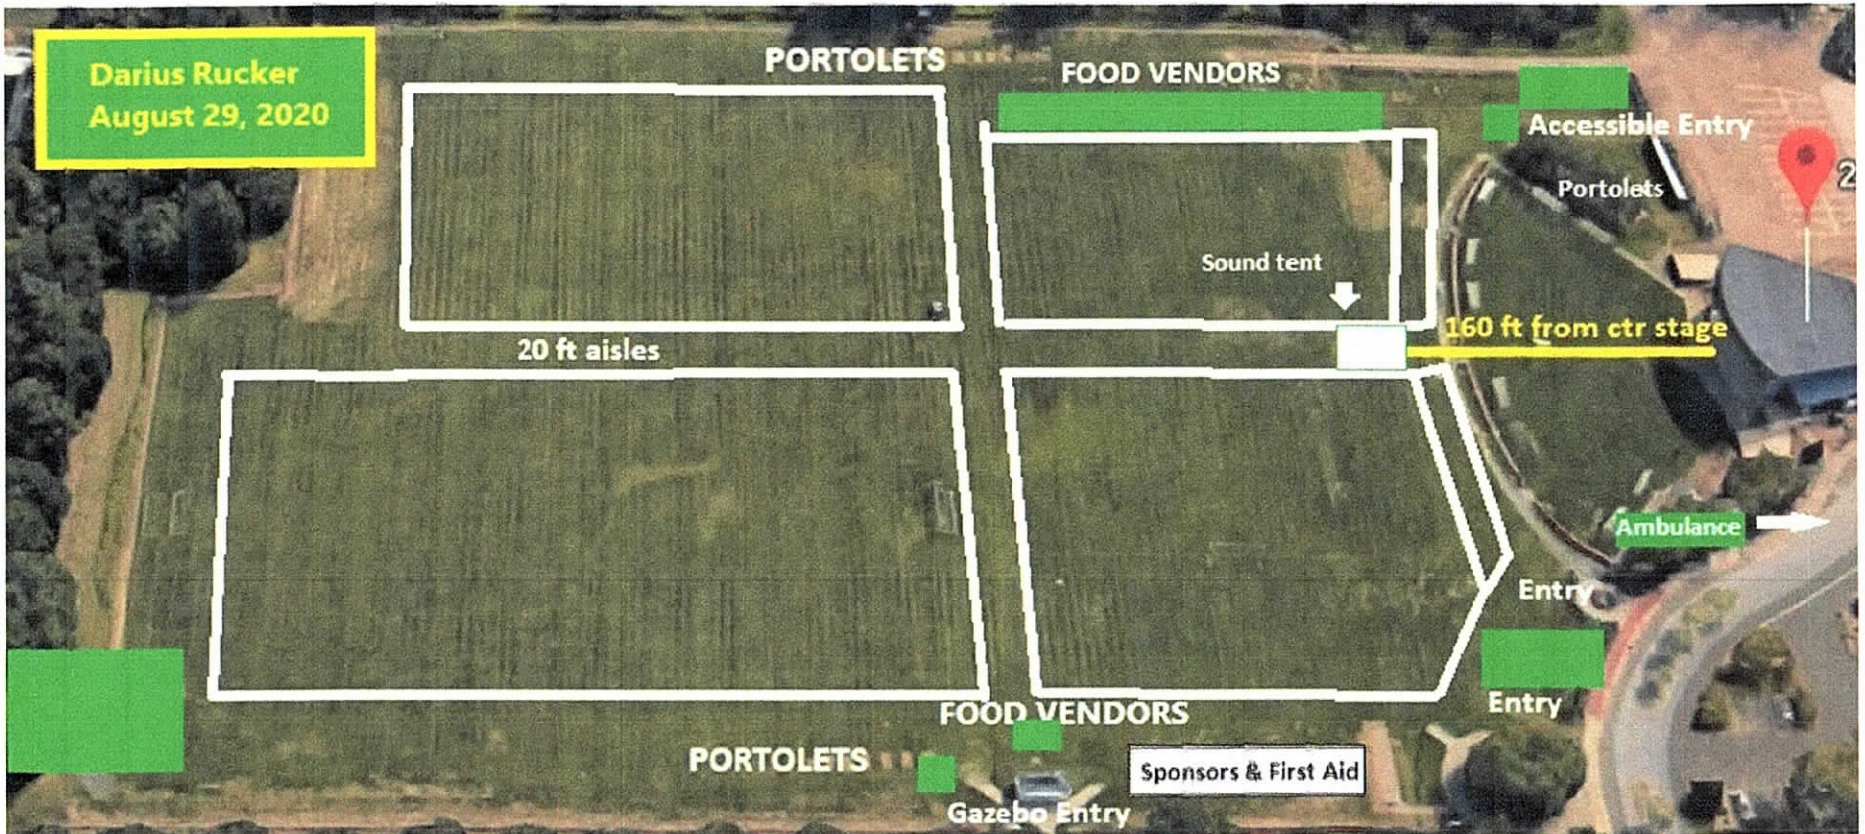 Darius Rucker
August 29, 2020
PORTOLETS
FOOD VENDORS
Accessible Entry
Portolets
2
Sound tent
160 ft from ctr stage
20 ft aisles
Ambulance
Entry
Entry
FOOD VENDORS
PORTOLETS
Sponsors & First Aid
Gazebo Entry